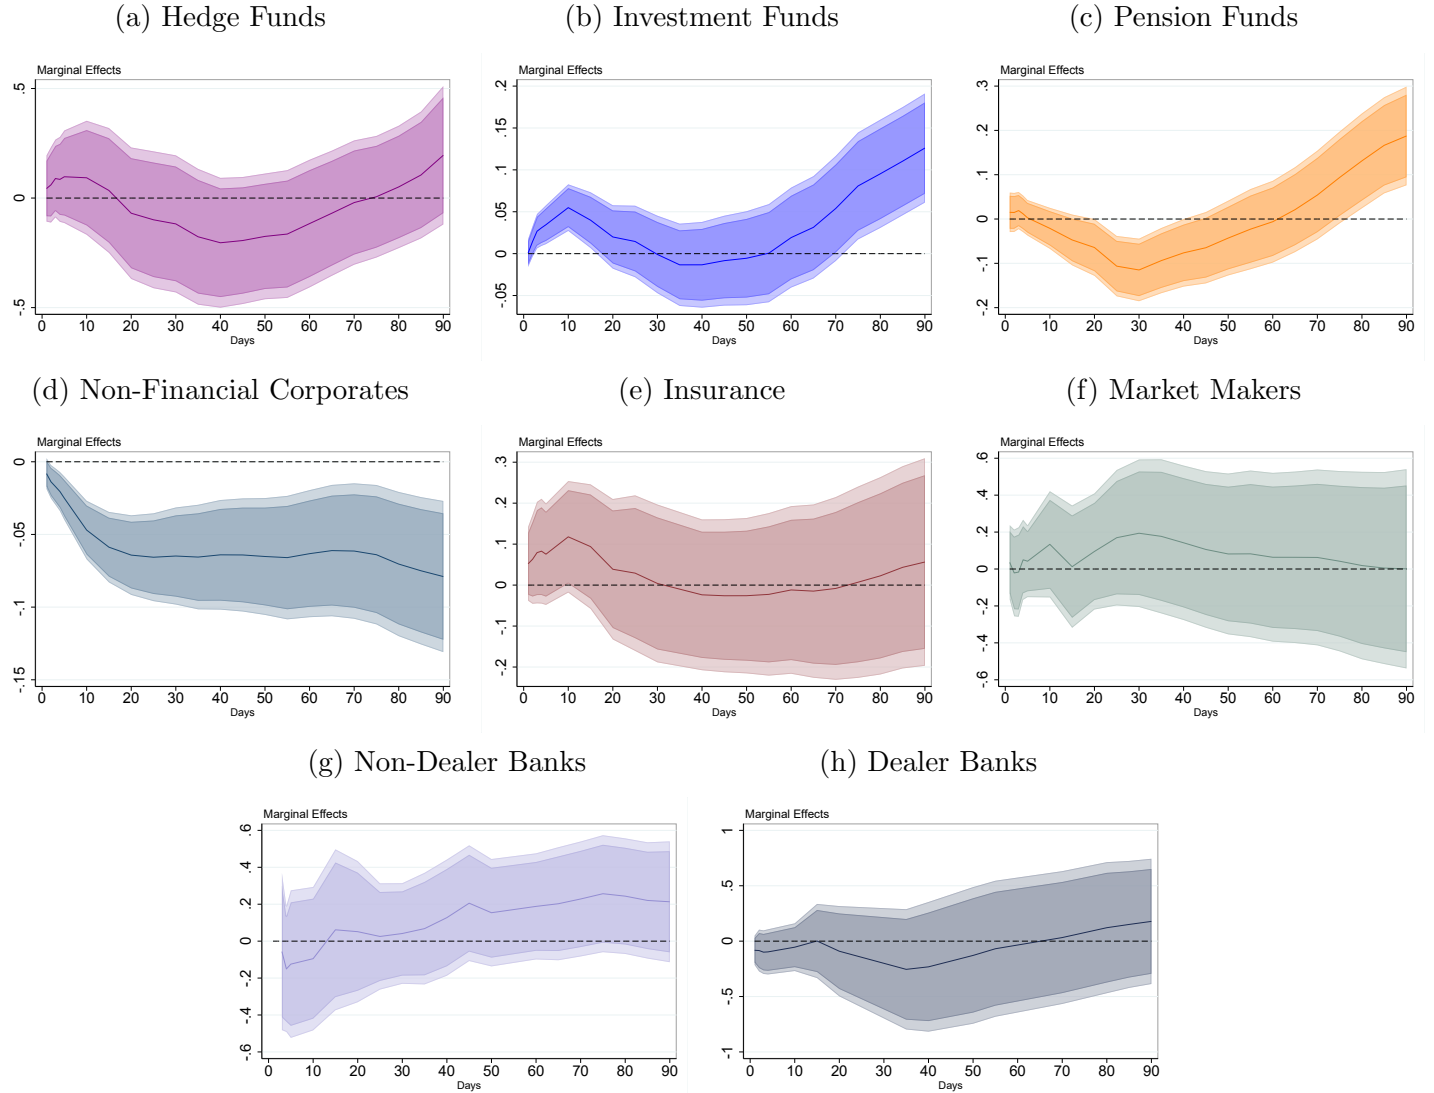 (a) Hedge Funds
(b) Investment Funds
(c) Pension Funds
Marginal Effects
.5
0
-.5
0 10 20 30 40 50 60 70 80 90
Days
Marginal Effects
.2
.15
.1
.05
0
-.05
0 10 20 30 40 50 60 70 80 90
Days
Marginal Effects
.3
.2
.1
0
-.1
-.2
0 10 20 30 40 50 60 70 80 90
Days
(d) Non-Financial Corporates
(e) Insurance
(f) Market Makers
Marginal Effects
0
-.05
-.1
-.15
0 10 20 30 40 50 60 70 80 90
Days
Marginal Effects
.3
.2
.1
0
-.1
-.2
0 10 20 30 40 50 60 70 80 90
Days
Marginal Effects
.6
.4
.2
0
-.2
-.4
-.6
0 10 20 30 40 50 60 70 80 90
Days
(g) Non-Dealer Banks
(h) Dealer Banks
Marginal Effects
.6
.4
.2
0
-.2
-.4
-.6
0 10 20 30 40 50 60 70 80 90
Days
Marginal Effects
1
.5
0
-.5
-1
0 10 20 30 40 50 60 70 80 90
Days